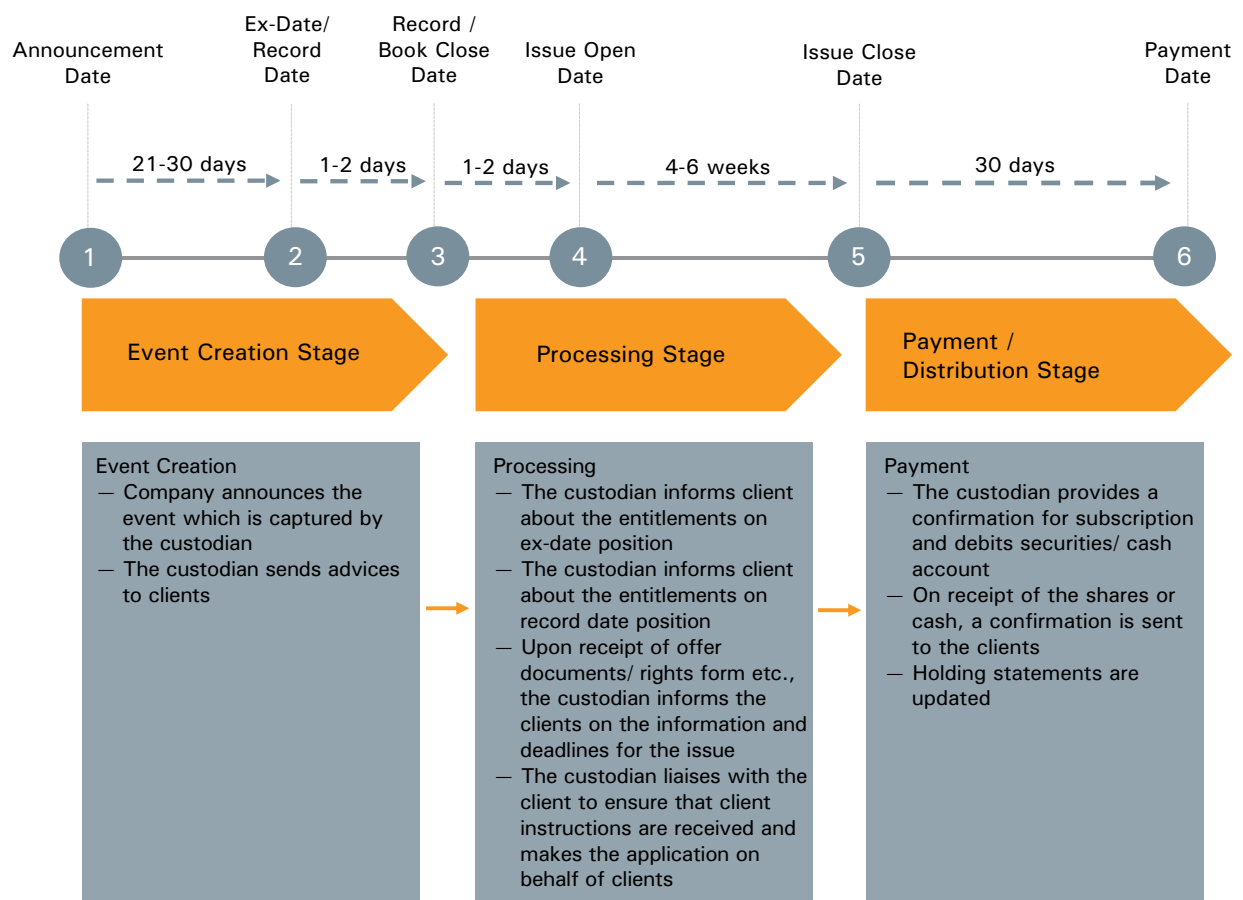 Announcement
Date
Ex-Date/
Record
Date
Record /
Book Close
Date
Issue Open
Date
Issue Close
Date
Payment
Date
21-30 days
1-2 days
1-2 days
4-6 weeks
30 days
1
2
3
4
5
6
Event Creation Stage
Processing Stage
Payment /
Distribution Stage
Event Creation
— Company announces the
event which is captured by
the custodian
— The custodian sends advices
to clients
Processing
— The custodian informs client
about the entitlements on
ex-date position
— The custodian informs client
about the entitlements on
record date position
— Upon receipt of offer
documents/ rights form etc.,
the custodian informs the
clients on the information and
deadlines for the issue
— The custodian liaises with the
client to ensure that client
instructions are received and
makes the application on
behalf of clients
Payment
— The custodian provides a
confirmation for subscription
and debits securities/ cash
account
— On receipt of the shares or
cash, a confirmation is sent
to the clients
— Holding statements are
updated